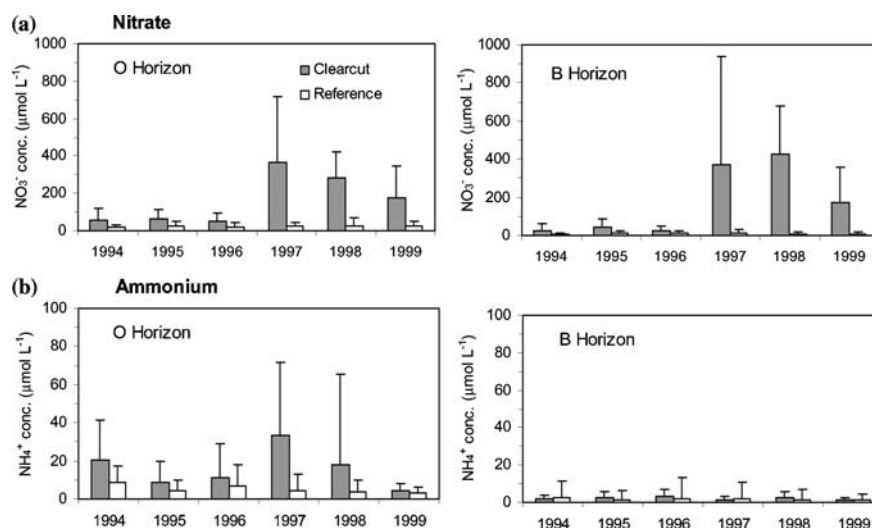 (a) Nitrate
1000
800
600
400
200
0
NO₃⁻ conc. (μmol L⁻¹)
O Horizon
Clearcut
Reference
1994 1995 1996 1997 1998 1999
1000
800
600
400
200
0
NO₃⁻ conc. (μmol L⁻¹)
B Horizon
1994 1995 1996 1997 1998 1999
(b) Ammonium
100
80
60
40
20
0
NH₄⁺ conc. (μmol L⁻¹)
O Horizon
1994 1995 1996 1997 1998 1999
100
80
60
40
20
0
NH₄⁺ conc. (μmol L⁻¹)
B Horizon
1994 1995 1996 1997 1998 1999